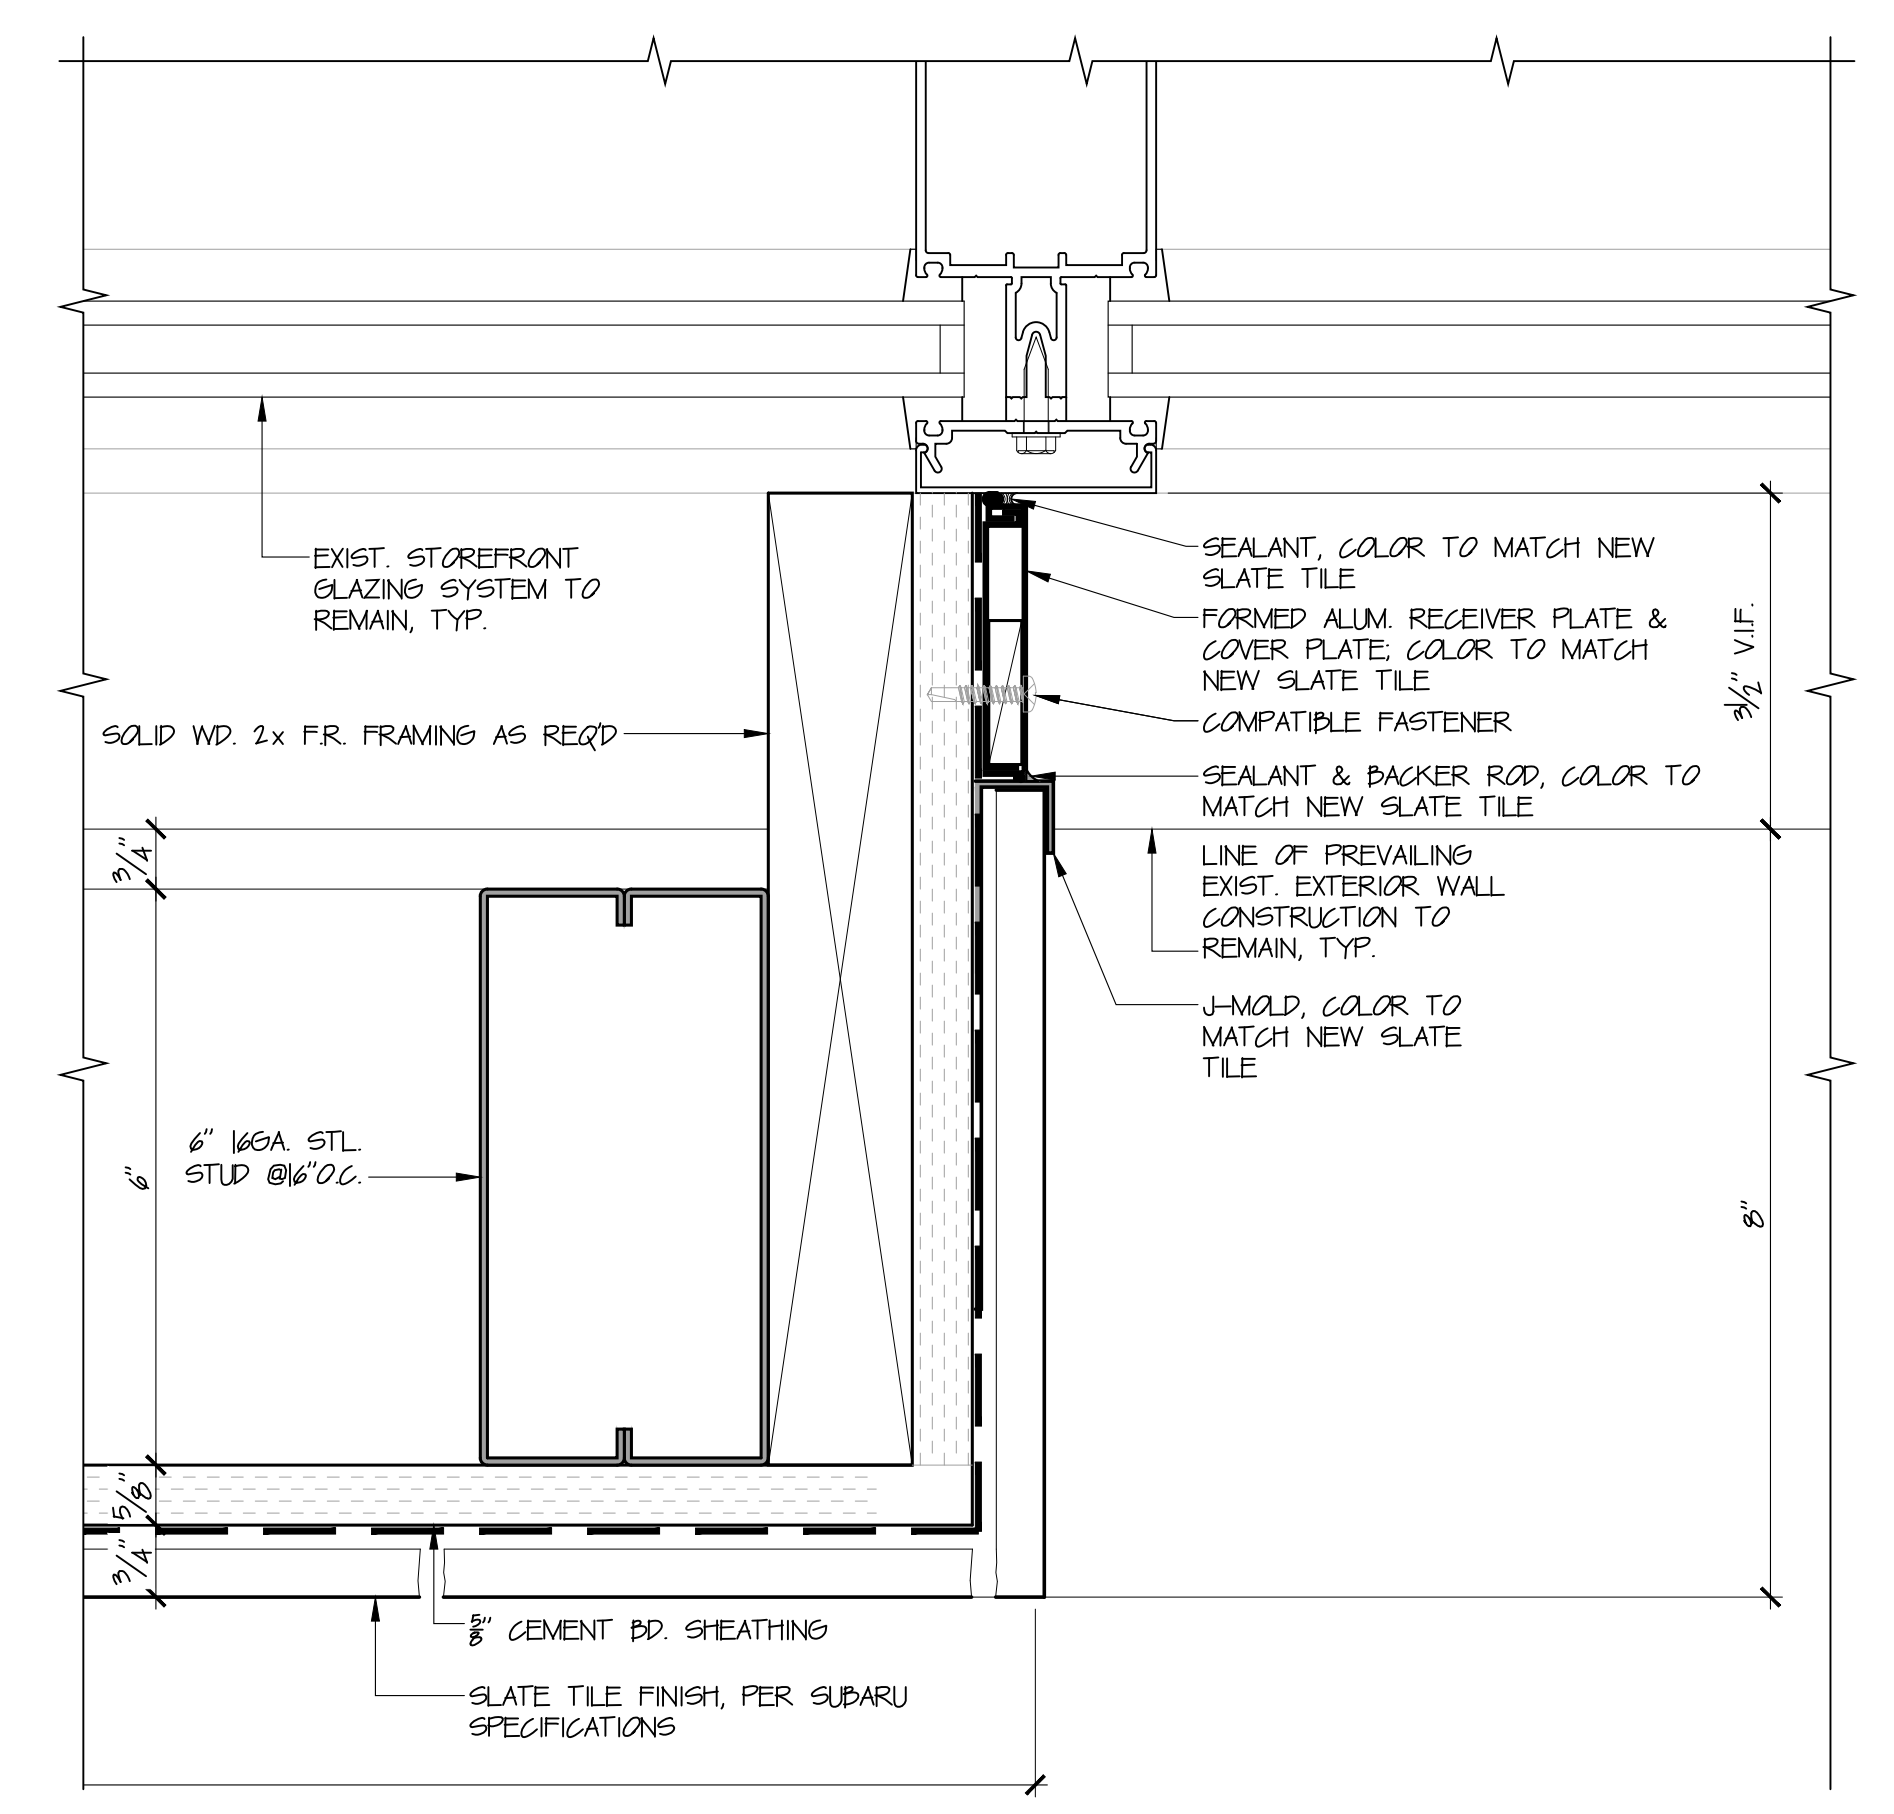 EXIST. STOREFRONT
GLAZING SYSTEM TO
REMAIN, TYP.
SEALANT, COLOR TO MATCH NEW
SLATE TILE
FORMED ALUM. RECEIVER PLATE &
COVER PLATE; COLOR TO MATCH
NEW SLATE TILE
3 1/2" V.I.F.
COMPATIBLE FASTENER
SOLID WD. 2x F.R. FRAMING AS REQ'D
SEALANT & BACKER ROD, COLOR TO
MATCH NEW SLATE TILE
3/4"
LINE OF PREVAILING
EXIST. EXTERIOR WALL
CONSTRUCTION TO
REMAIN, TYP.
J-MOLD, COLOR TO
MATCH NEW SLATE
TILE
6" 16GA. STL.
STUD @16"O.C.
6"
8"
5/8"
3/4"
5/8" CEMENT BD. SHEATHING
SLATE TILE FINISH, PER SUBARU
SPECIFICATIONS